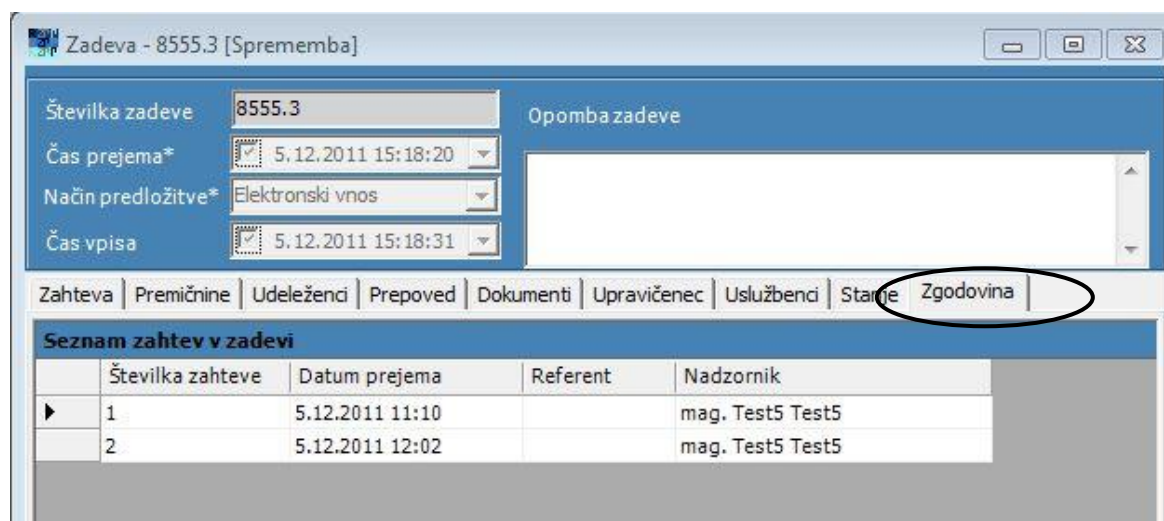 Zadeva - 8555.3 [Sprememba]
Številka zadeve 8555.3 Opomba zadeve
Čas prejema* 5.12.2011 15:18:20
Način predložitve* Elektronski vnos
Čas vpisa 5.12.2011 15:18:31
Zahteva Premičnine Udeleženci Prepoved Dokumenti Upravičenec Uslužbenci Stanje Zgodovina
Seznam zahtev v zadevi
Številka zahteve Datum prejema Referent Nadzornik
1 5.12.2011 11:10 mag. Test5 Test5
2 5.12.2011 12:02 mag. Test5 Test5